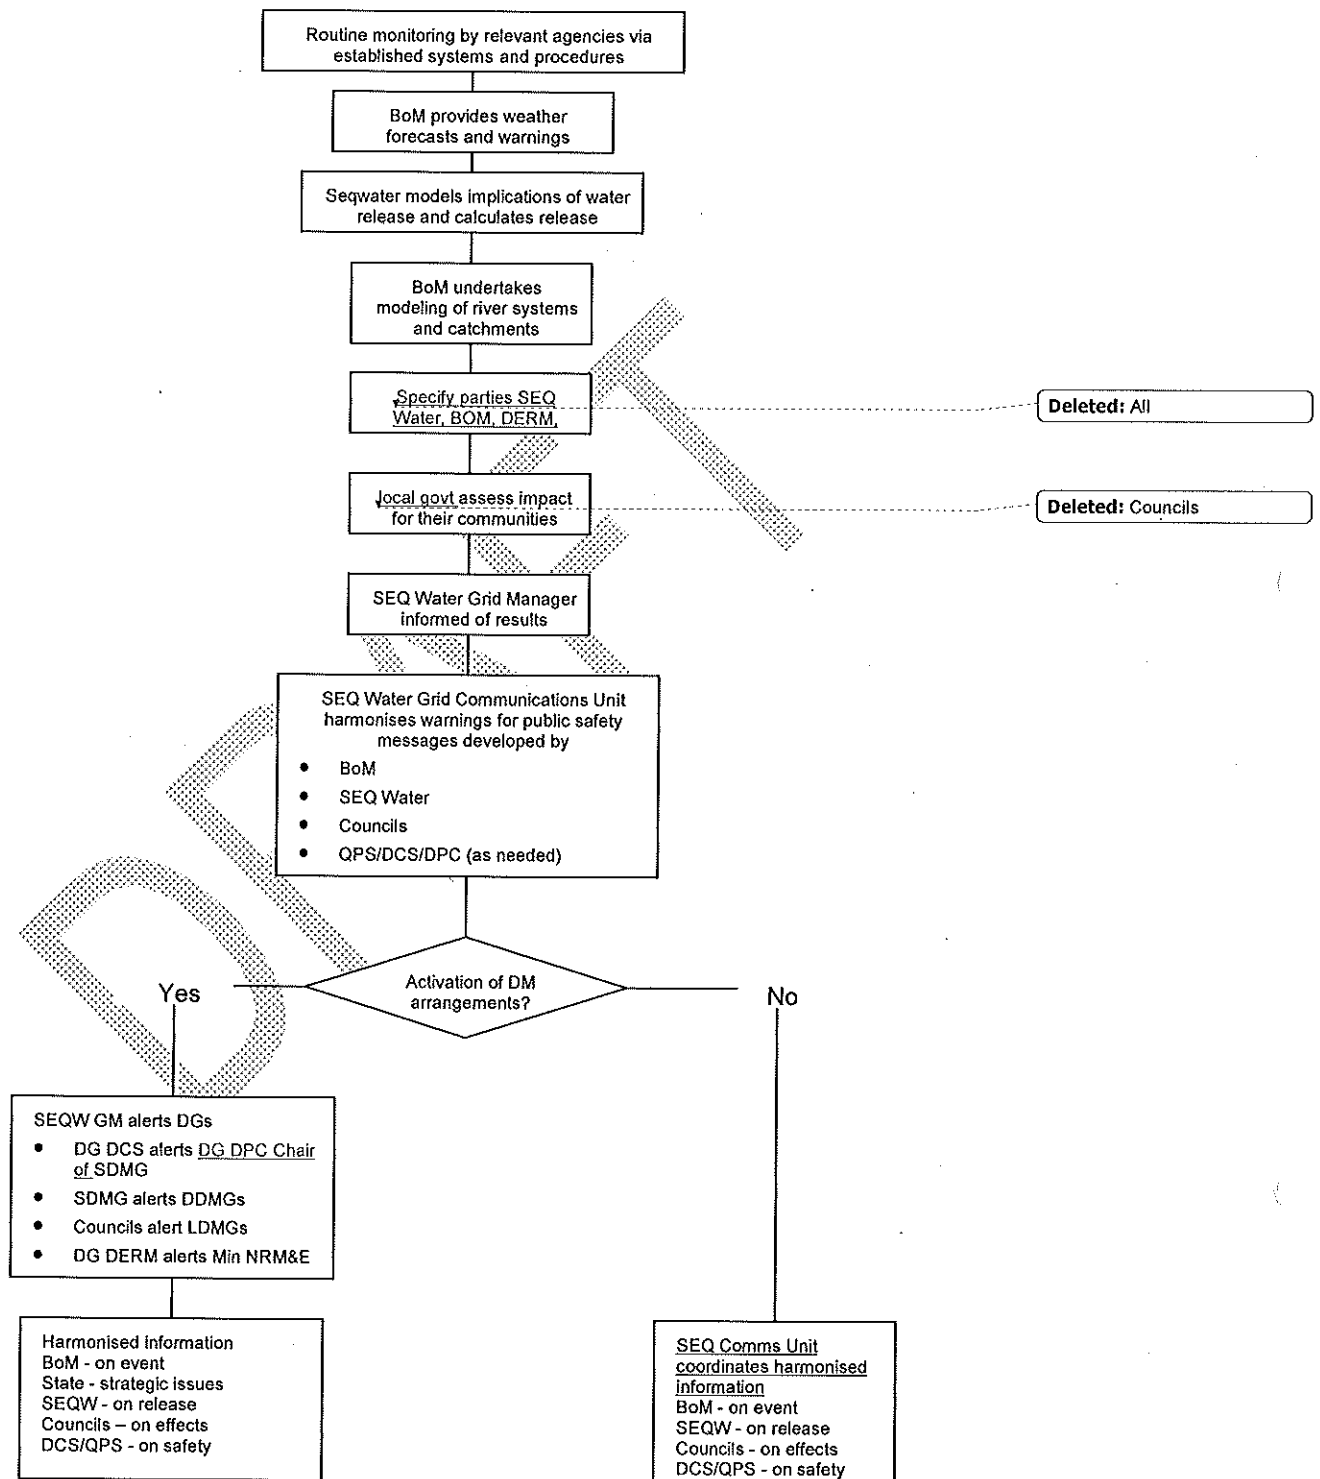 Routine monitoring by relevant agencies via
established systems and procedures
BoM provides weather
forecasts and warnings
Seqwater models implications of water
release and calculates release
BoM undertakes
modeling of river systems
and catchments
Specify parties SEQ
Water, BOM, DERM,
Deleted: All
local govt assess impact
for their communities
Deleted: Councils
SEQ Water Grid Manager
informed of results
SEQ Water Grid Communications Unit
harmonises warnings for public safety
messages developed by
• BoM
• SEQ Water
• Councils
• QPS/DCS/DPC (as needed)
Activation of DM
arrangements?
Yes
No
SEQW GM alerts DGs
• DG DCS alerts DG DPC Chair
of SDMG
• SDMG alerts DDMGs
• Councils alert LDMGs
• DG DERM alerts Min NRM&E
Harmonised information
BoM - on event
State - strategic issues
SEQW - on release
Councils – on effects
DCS/QPS - on safety
SEQ Comms Unit
coordinates harmonised
information
BoM - on event
SEQW - on release
Councils - on effects
DCS/QPS - on safety
DRAFT